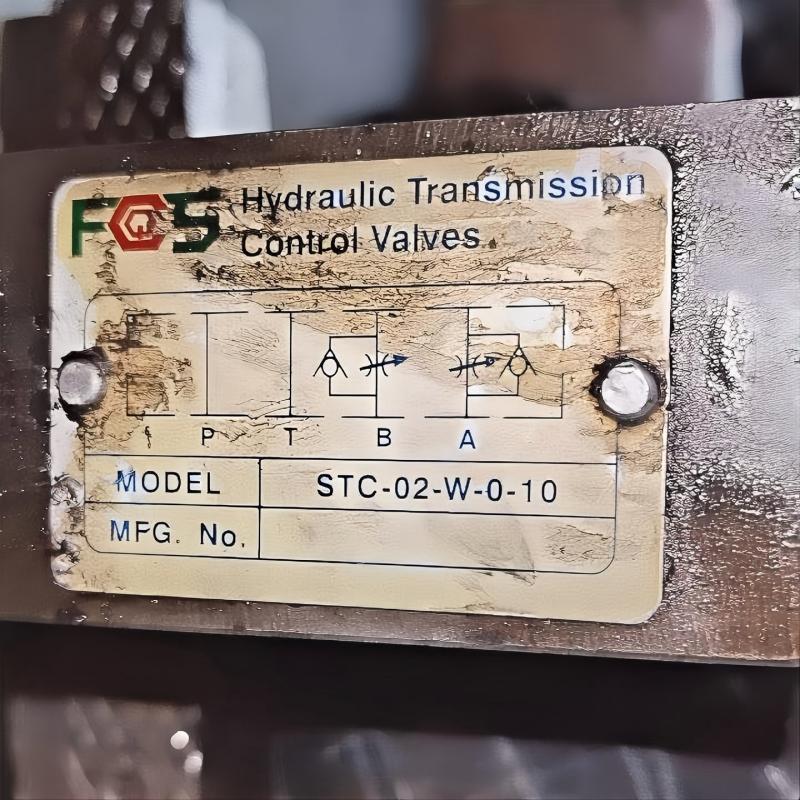 FCS Hydraulic Transmission
Control Valves
P T B A
MODEL STC-02-W-0-10
MFG. No.